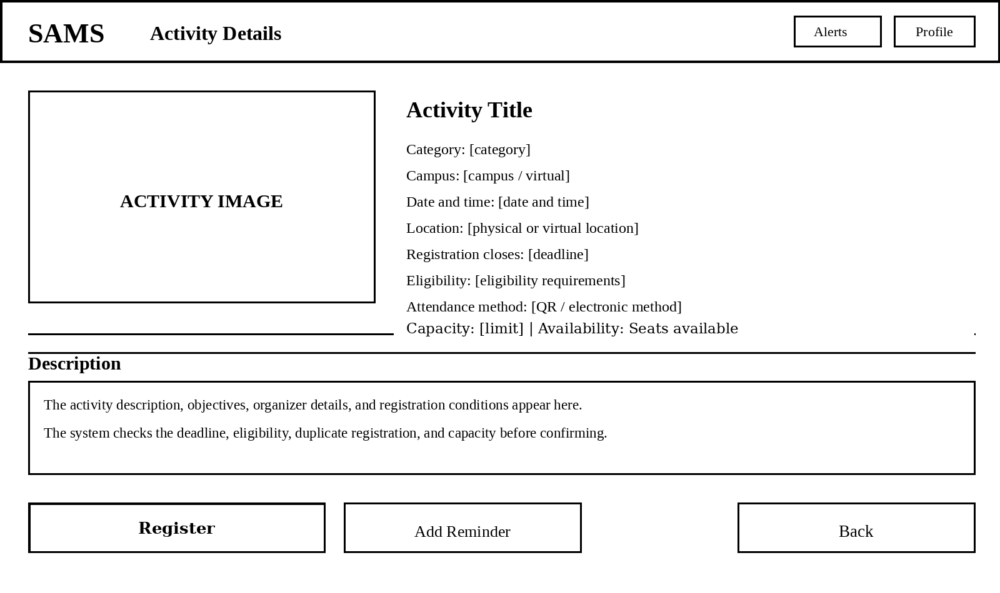 SAMS
Activity Details
Alerts
Profile
ACTIVITY IMAGE
Activity Title
Category: [category]
Campus: [campus / virtual]
Date and time: [date and time]
Location: [physical or virtual location]
Registration closes: [deadline]
Eligibility: [eligibility requirements]
Attendance method: [QR / electronic method]
Capacity: [limit] | Availability: Seats available
Description
The activity description, objectives, organizer details, and registration conditions appear here.
The system checks the deadline, eligibility, duplicate registration, and capacity before confirming.
Register
Add Reminder
Back